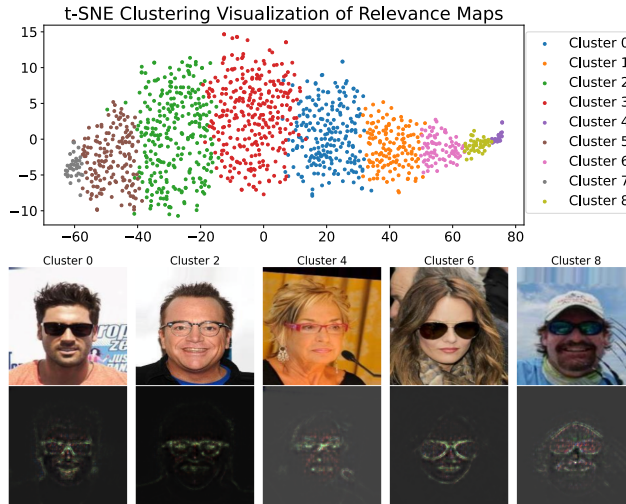 t-SNE Clustering Visualization of Relevance Maps
15
10
5
0
−5
−10
−60
−40
−20
0
20
40
60
80
Cluster 0
Cluster 1
Cluster 2
Cluster 3
Cluster 4
Cluster 5
Cluster 6
Cluster 7
Cluster 8
Cluster 0
Cluster 2
Cluster 4
Cluster 6
Cluster 8